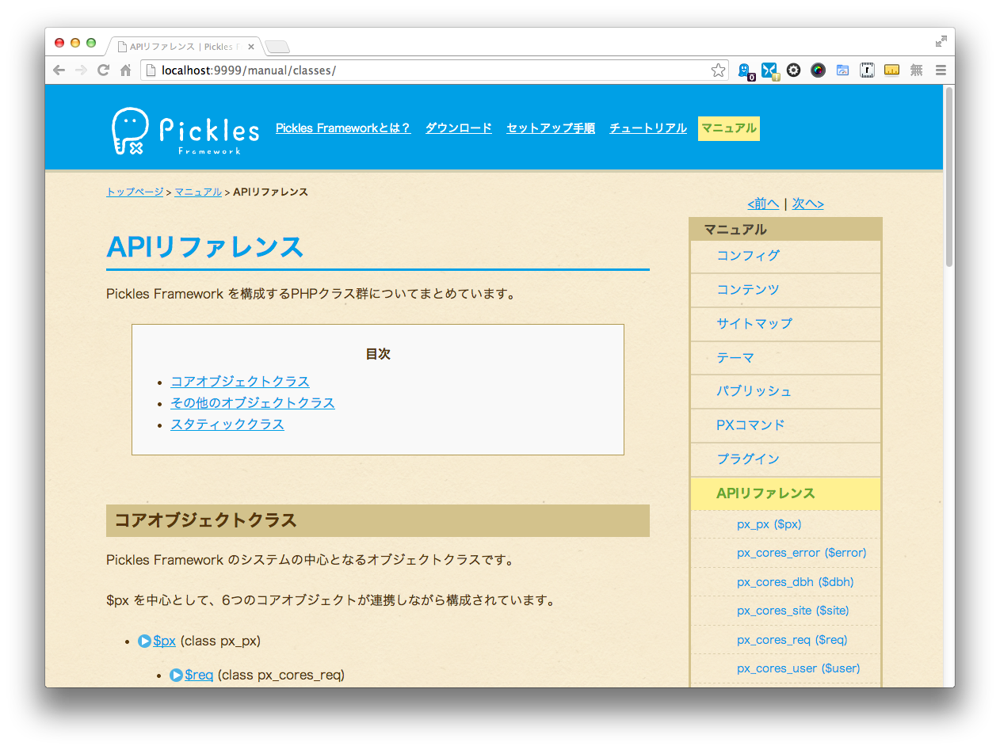 APIリファレンス | Pickles F
localhost:9999/manual/classes/
0
r
無
Pickles
Framework
Pickles Frameworkとは？ ダウンロード セットアップ手順 チュートリアル マニュアル
トップページ > マニュアル > APIリファレンス
APIリファレンス
Pickles Framework を構成するPHPクラス群についてまとめています。
目次
コアオブジェクトクラス
その他のオブジェクトクラス
スタティッククラス
コアオブジェクトクラス
Pickles Framework のシステムの中心となるオブジェクトクラスです。
$px を中心として、6つのコアオブジェクトが連携しながら構成されています。
$px (class px_px)
$req (class px_cores_req)
<前へ | 次へ>
マニュアル
コンフィグ
コンテンツ
サイトマップ
テーマ
パブリッシュ
PXコマンド
プラグイン
APIリファレンス
px_px ($px)
px_cores_error ($error)
px_cores_dbh ($dbh)
px_cores_site ($site)
px_cores_req ($req)
px_cores_user ($user)